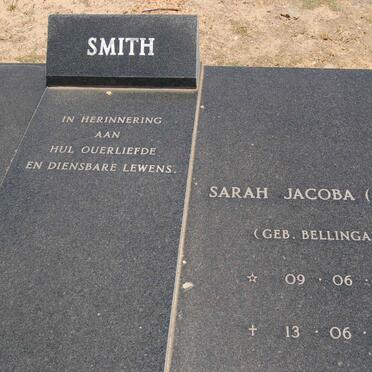 SMITH
IN HERINNERING
AAN
HUL OUERLIEFDE
EN DIENSBARE LEWENS.
SARAH JACOBA (
(GEB. BELLINGA
☆ 09 · 06 ·
✝ 13 · 06 ·